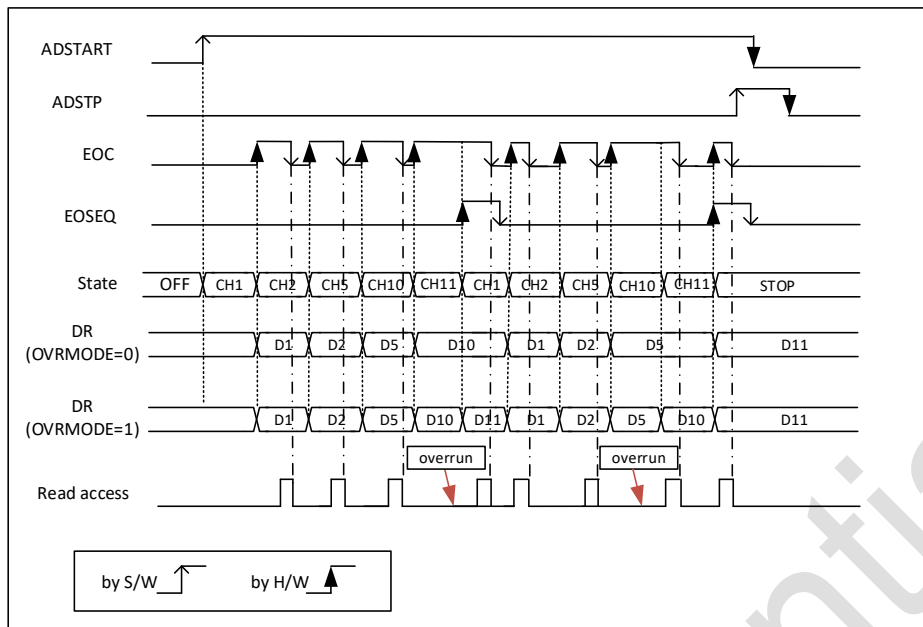 ADSTART
ADSTP
EOC
EOSEQ
State OFF CH1 CH2 CH5 CH10 CH11 CH1 CH2 CH5 CH10 CH11 STOP
DR
(OVRMODE=0) D1 D2 D5 D10 D1 D2 D5 D11
DR
(OVRMODE=1) D1 D2 D5 D10 D11 D1 D2 D5 D10 D11
overrun overrun
Read access
by S/W by H/W